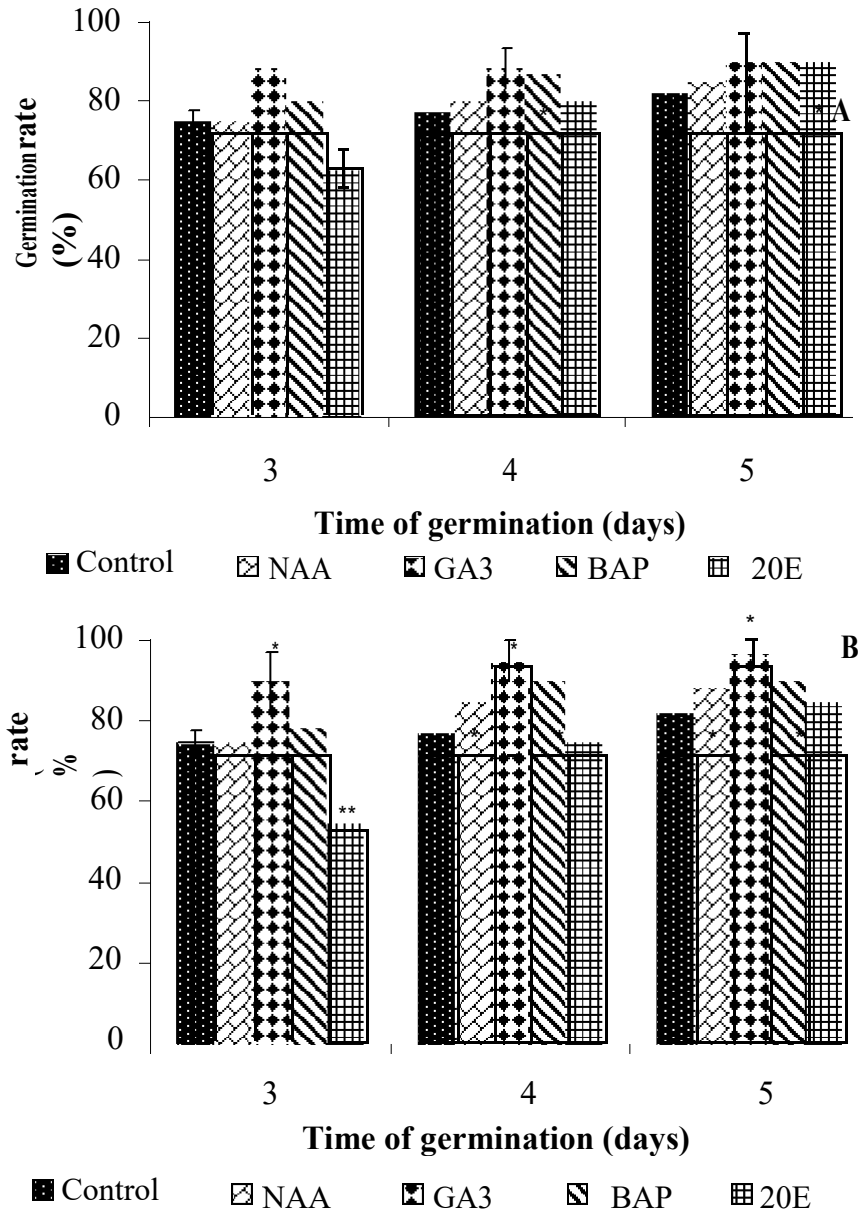 100
80
60
40
20
0
Germination rate
(%)
*
* A
3 4 5
Time of germination (days)
Control NAA GA3 BAP 20E
100
80
60
40
20
0
rate
%
)
B
* * *
* * * *
**
3 4 5
Time of germination (days)
Control NAA GA3 BAP 20E